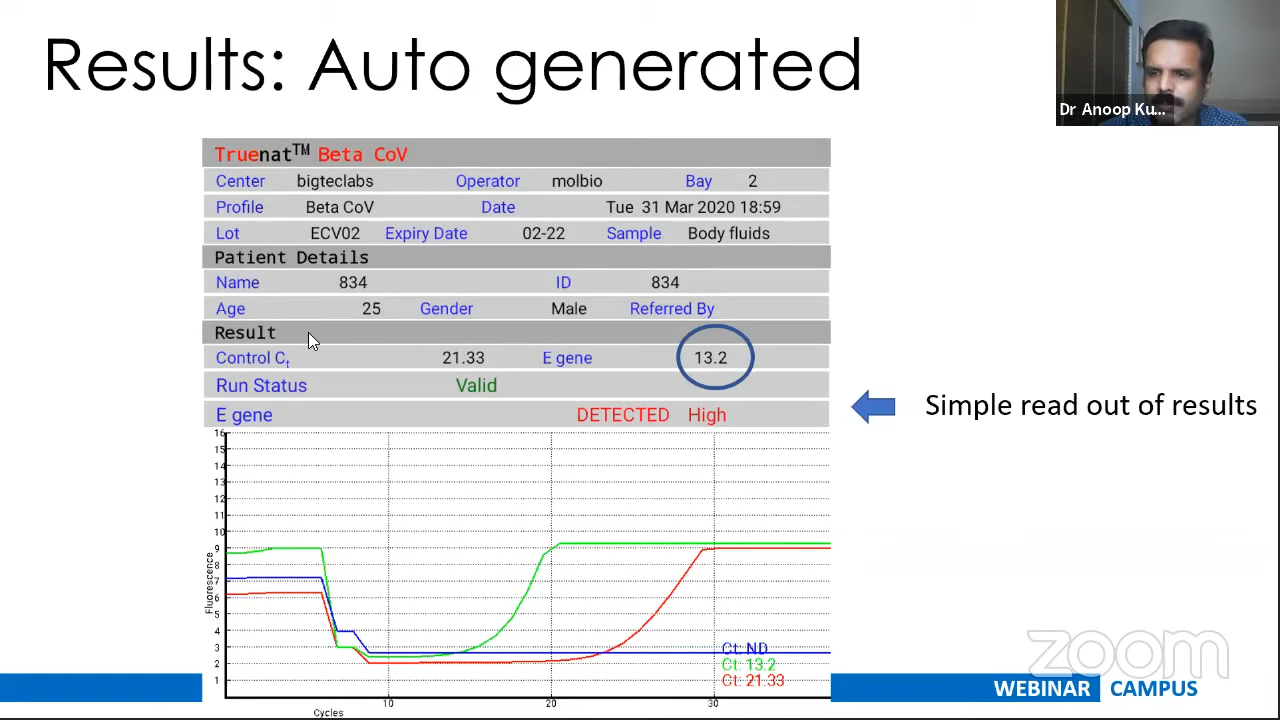 Results: Auto generated
Dr Anoop Ku...
Truenat™ Beta CoV
Center bigteclabs Operator molbio Bay 2
Profile Beta CoV Date Tue 31 Mar 2020 18:59
Lot ECV02 Expiry Date 02-22 Sample Body fluids
Patient Details
Name 834 ID 834
Age 25 Gender Male Referred By
Result
Control Ct 21.33 E gene 13.2
Run Status Valid
E gene DETECTED High
Simple read out of results
16
15
14
13
12
11
10
9
8
7
6
5
4
3
2
1
Fluorescence
Ct: ND
Ct: 13.2
Ct: 21.33
10 20 30
Cycles
zoom
WEBINAR CAMPUS